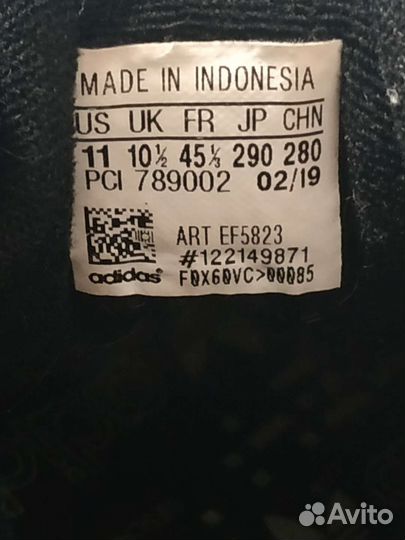 MADE IN INDONESIA
US UK FR JP CHN
11 10½ 45⅓ 290 280
PCI 789002 02/19
ART EF5823
#122149871
adidas F0X60VC>00085
Avito